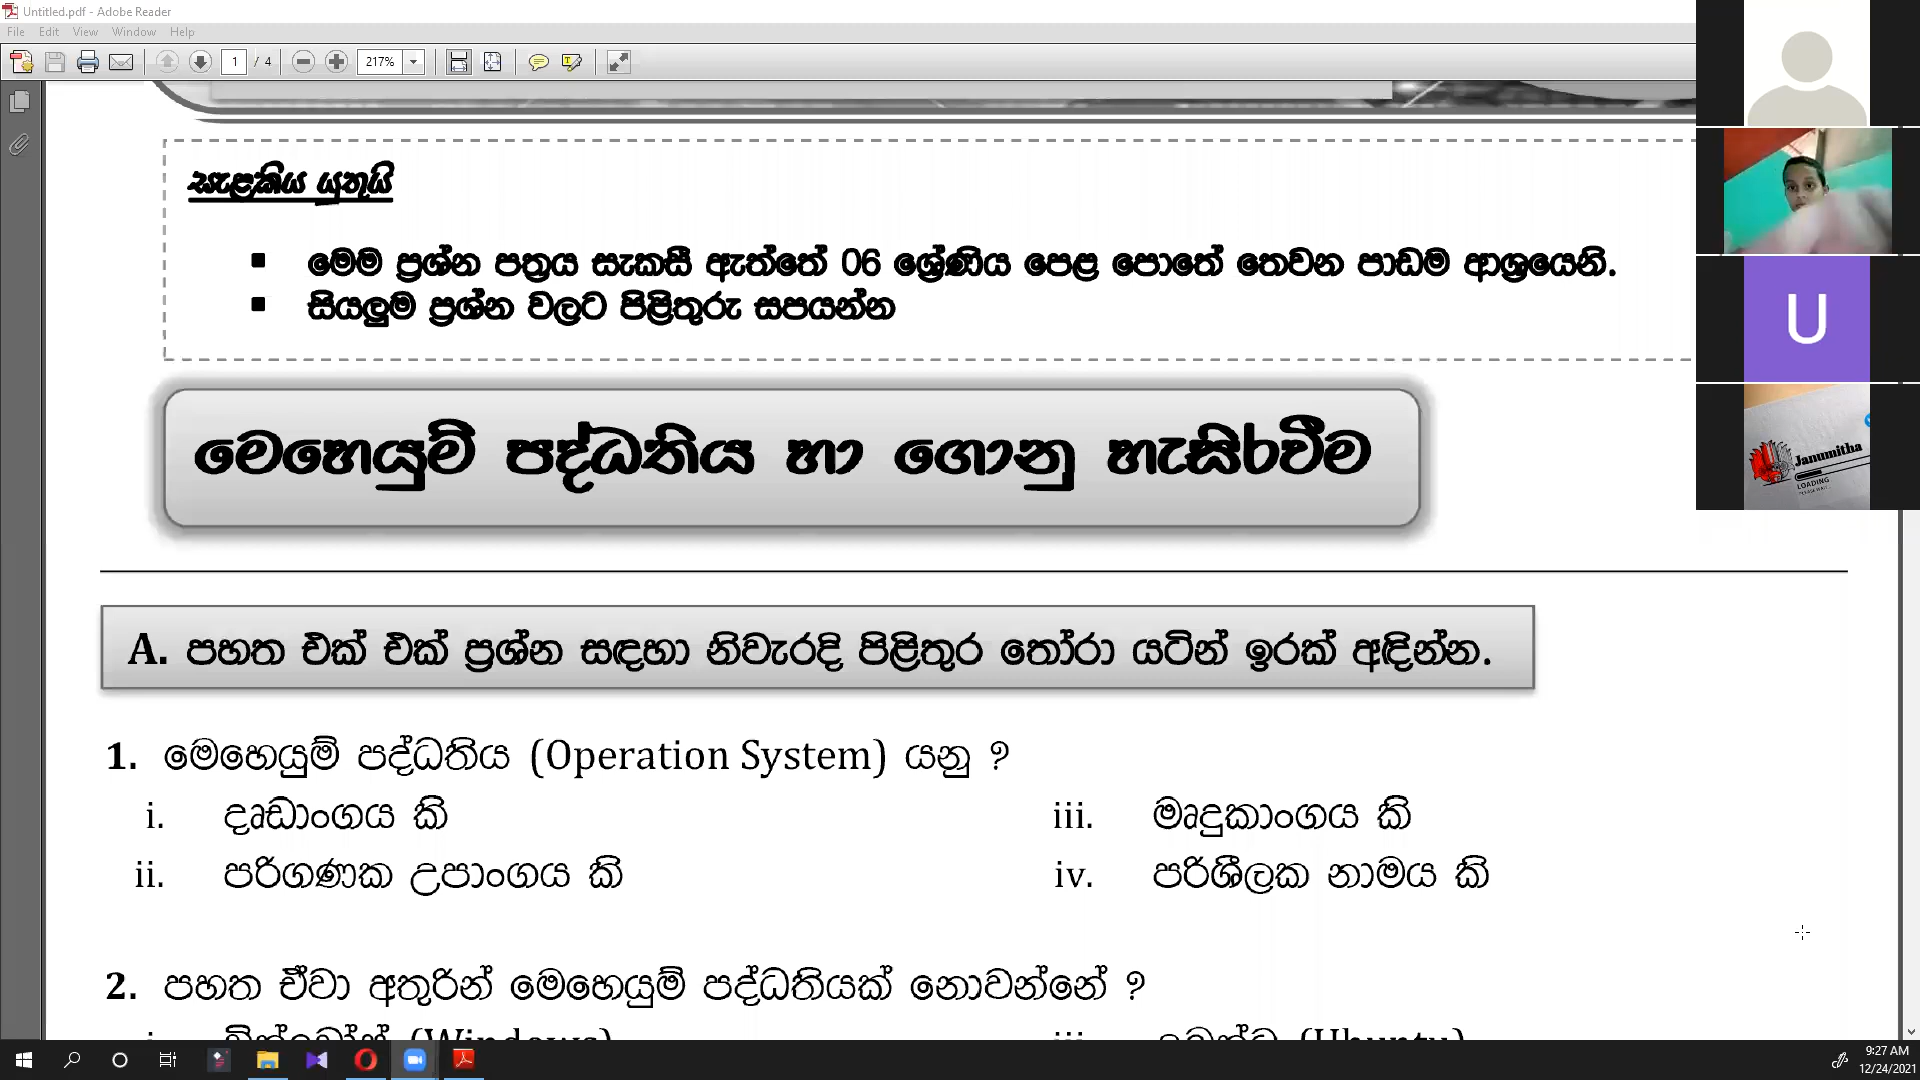 Untitled.pdf - Adobe Reader
File Edit View Window Help
1 / 4 217%
සැළකිය යුතුයි
▪ මෙම ප්‍රශ්න පත්‍රය සැකසී ඇත්තේ 06 ශ්‍රේණිය පෙළ පොතේ තෙවන පාඩම ආශ්‍රයෙනි.
▪ සියලුම ප්‍රශ්න වලට පිළිතුරු සපයන්න
මෙහෙයුම් පද්ධතිය හා ගොනු හැසිර්වීම
A. පහත එක් එක් ප්‍රශ්න සඳහා නිවැරදි පිළිතුර තෝරා යටින් ඉරක් අඳින්න.
1. මෙහෙයුම් පද්ධතිය (Operation System) යනු ?
i. දෘඩාංගය කි
iii. මෘදුකාංගය කි
ii. පරිගණක උපාංගය කි
iv. පරිශීලක නාමය කි
2. පහත ඒවා අතුරින් මෙහෙයුම් පද්ධතියක් නොවන්නේ ?
(Windows)
(Ubuntu)
U
Janumitha
LOADING
9:27 AM
12/24/2021